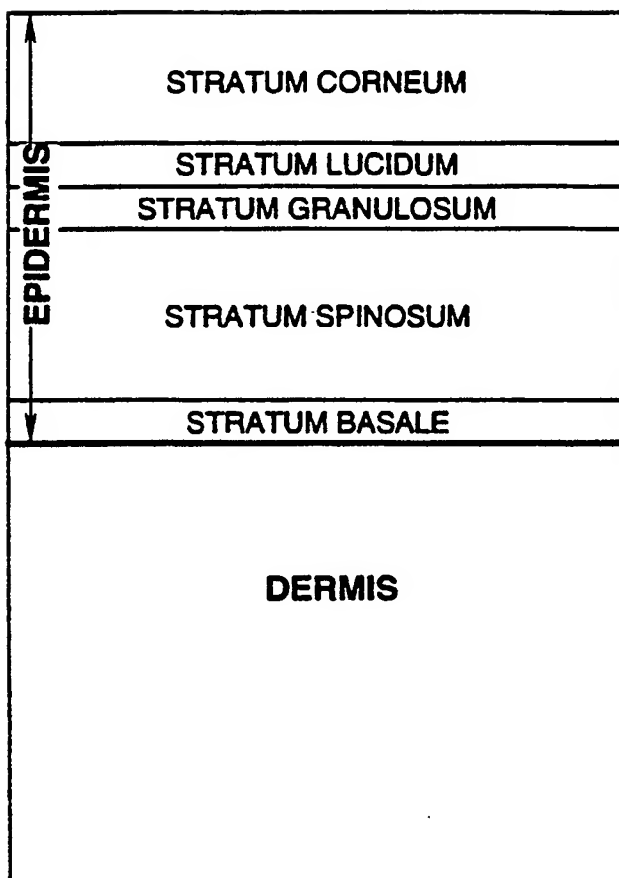 STRATUM CORNEUM
STRATUM LUCIDUM
STRATUM GRANULOSUM
EPIDERMIS
STRATUM SPINOSUM
STRATUM BASALE
DERMIS